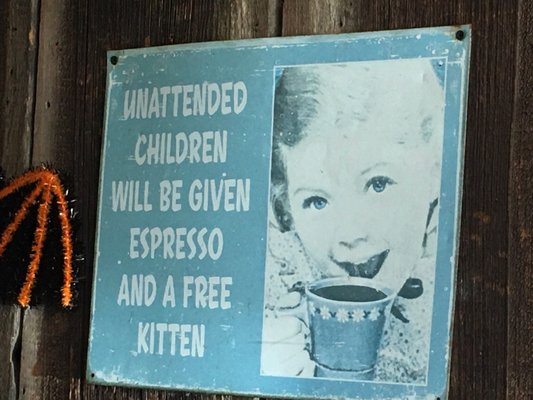 UNATTENDED
CHILDREN
WILL BE GIVEN
ESPRESSO
AND A FREE
KITTEN